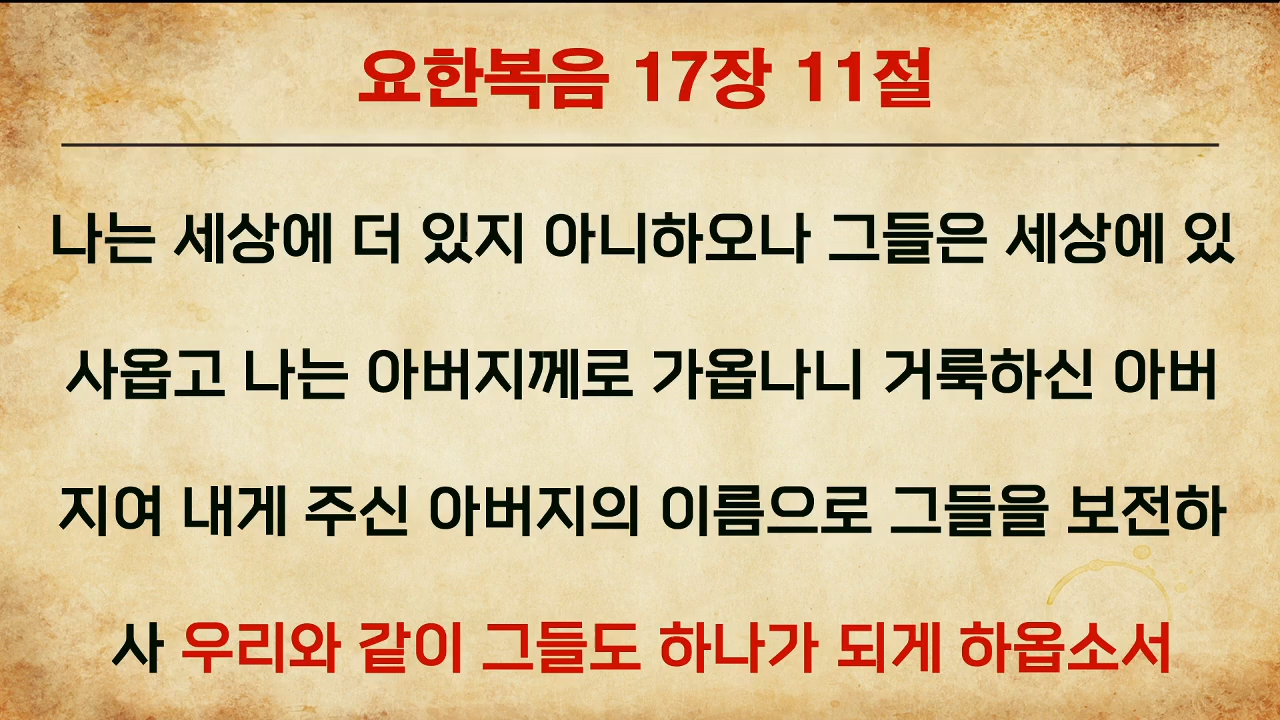 요한복음 17장 11절
나는 세상에 더 있지 아니하오나 그들은 세상에 있
사옵고 나는 아버지께로 가옵나니 거룩하신 아버
지여 내게 주신 아버지의 이름으로 그들을 보전하
사 우리와 같이 그들도 하나가 되게 하옵소서